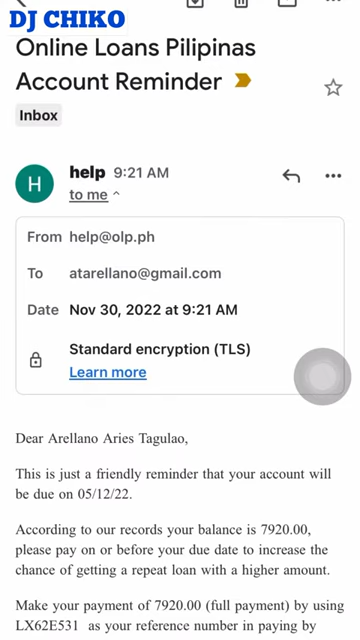 DJ CHIKO
Online Loans Pilipinas
Account Reminder
Inbox
H
help 9:21 AM
to me
From help@olp.ph
To atarellano@gmail.com
Date Nov 30, 2022 at 9:21 AM
Standard encryption (TLS)
Learn more
Dear Arellano Aries Tagulao,
This is just a friendly reminder that your account will
be due on 05/12/22.
According to our records your balance is 7920.00,
please pay on or before your due date to increase the
chance of getting a repeat loan with a higher amount.
Make your payment of 7920.00 (full payment) by using
LX62E531 as your reference number in paying by